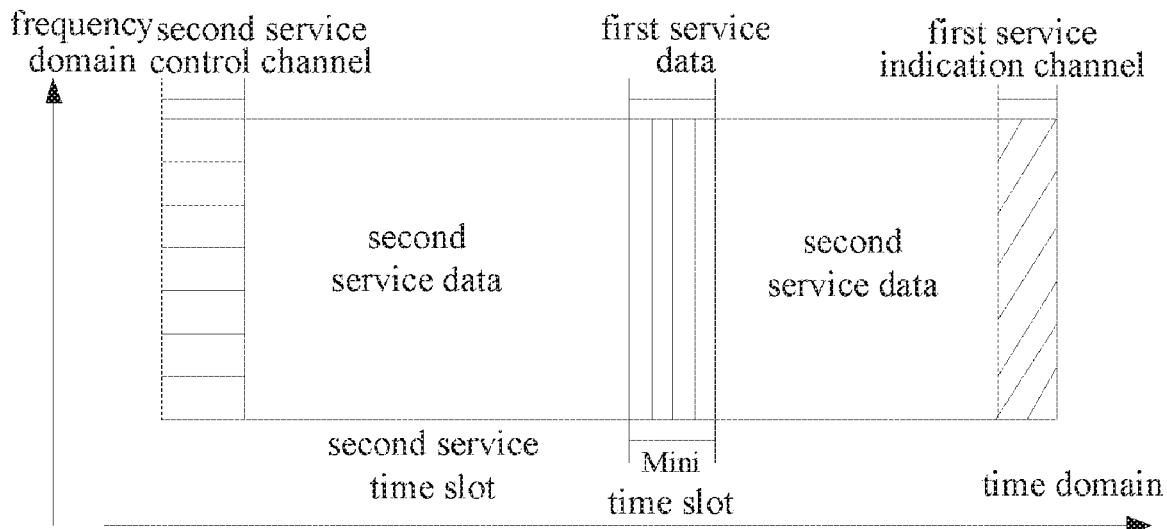 frequency
domain
second service
control channel
first service
data
first service
indication channel
second
service data
second
service data
second service
time slot
Mini
time slot
time domain